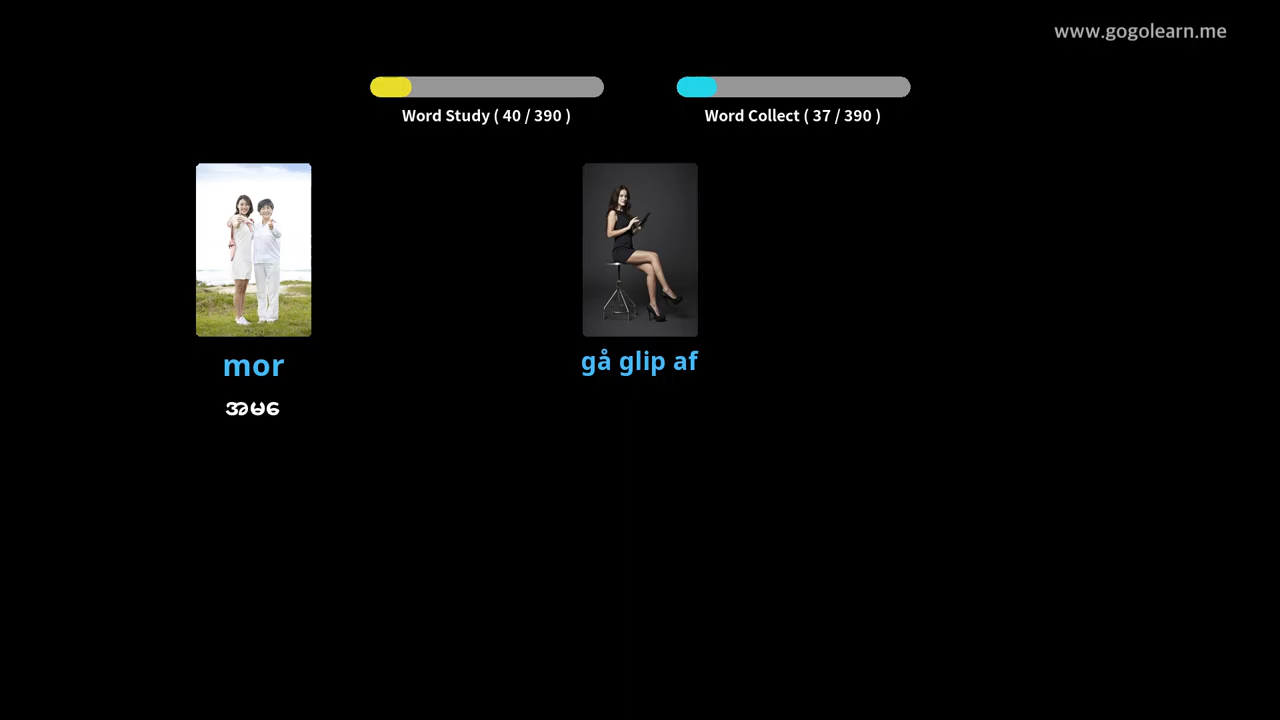 www.gogolearn.me
Word Study ( 40 / 390 )
Word Collect ( 37 / 390 )
mor
gå glip af
အမေ